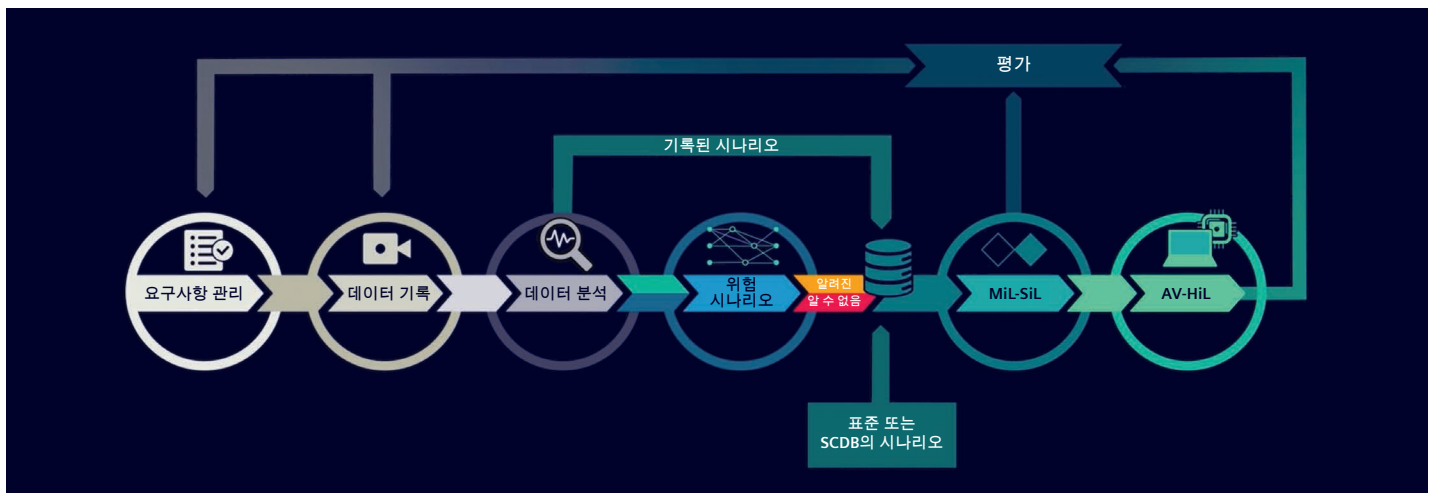 평가
기록된 시나리오
요구사항 관리
데이터 기록
데이터 분석
위험
시나리오
알려진
알 수 없음
MiL-SiL
AV-HiL
표준 또는
SCDB의 시나리오